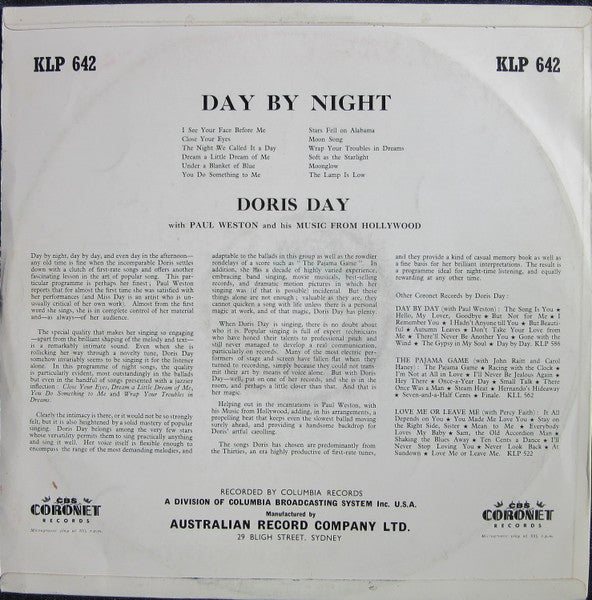 KLP 642
KLP 642
DAY BY NIGHT
I See Your Face Before Me
Close Your Eyes
The Night We Called It a Day
Dream a Little Dream of Me
Under a Blanket of Blue
You Do Something to Me
Stars Fell on Alabama
Moon Song
Wrap Your Troubles in Dreams
Soft as the Starlight
Moonglow
The Lamp Is Low
DORIS DAY
with PAUL WESTON and his MUSIC FROM HOLLYWOOD
Day by night, day by day, and even day in the afternoon—
any old time is fine when the incomparable Doris settles
down with a clutch of first-rate songs and offers another
fascinating lesson in the art of popular song. This par-
ticular programme is perhaps her finest; Paul Weston
reports that for almost the first time she was satisfied with
her performances (and Miss Day is an artist who is un-
usually critical of her own work). Almost from the first
word she sings, she is in complete control of her material
and—as always—of her audience.
The special quality that makes her singing so engaging
—apart from the brilliant shaping of the melody and text—
is a remarkably intimate sound. Even when she is
rollicking her way through a novelty tune, Doris Day
somehow invariably seems to be singing it for the listener
alone. In this programme of night songs, the quality
is particularly evident, most outstandingly in the ballads
but even in the handful of songs presented with a jazzier
inflection: Close Your Eyes, Dream a Little Dream of Me,
You Do Something to Me and Wrap Your Troubles in
Dreams.
Clearly the intimacy is there, or it would not be so strongly
felt, but it is also heightened by a solid mastery of popular
singing. Doris Day belongs among the very few stars
whose versatility permits them to sing practically anything
and sing it well. Her voice itself is flexible enough to
encompass the range of the most demanding melodies, and
adaptable to the ballads in this group as well as the rowdier
rondelays of a score such as "The Pajama Game". In
addition, she has a decade of highly varied experience,
embracing band singing, movie musicals, best-selling
records, and dramatic motion pictures in which her
singing was (if that is possible) incidental. But these
things alone are not enough; valuable as they are, they
cannot quicken a song with life unless there is a personal
magic at work, and of that magic, Doris Day has plenty.
When Doris Day is singing, there is no doubt about
who it is. Popular singing is full of expert technicians
who have honed their talents to professional pitch and
still never managed to develop a real communication,
particularly on records. Many of the most electric per-
formers of stage and screen have fallen flat when they
turned to recording, simply because they could not trans-
mit their art by means of voice alone. But with Doris
Day—well, put on one of her records, and she is in the
room, and perhaps a little closer than that. And that is
her magic.
Helping out in the incantations is Paul Weston, with
his Music from Hollywood, adding, in his arrangements, a
propelling beat that keeps even the slowest ballad moving
surely ahead, and providing a handsome backdrop for
Doris' artful carolling.
The songs Doris has chosen are predominantly from
the Thirties, an era highly productive of first-rate tunes,
and they provide a kind of casual memory book as well as
a fine basis for her brilliant interpretations. The result is
a programme ideal for night-time listening, and equally
rewarding at any other time.
Other Coronet Records by Doris Day:
DAY BY DAY (with Paul Weston): The Song Is You ★
Hello, My Lover, Goodbye ★ But Not for Me ★ I
Remember You ★ I Hadn't Anyone till You ★ But Beauti-
ful ★ Autumn Leaves ★ Don't Take Your Love from
Me ★ There'll Never Be Another You ★ Gone with the
Wind ★ The Gypsy in My Soul ★ Day by Day. KLP 586
THE PAJAMA GAME (with John Raitt and Carol
Haney): The Pajama Game ★ Racing with the Clock ★
I'm Not at All in Love ★ I'll Never Be Jealous Again ★
Hey There ★ Once-a-Year Day ★ Small Talk ★ There
Once Was a Man ★ Steam Heat ★ Hernando's Hideaway
★ Seven-and-a-Half Cents ★ Finale. KLL 562
LOVE ME OR LEAVE ME (with Percy Faith): It All
Depends on You ★ You Made Me Love You ★ Stay on
the Right Side, Sister ★ Mean to Me ★ Everybody
Loves My Baby ★ Sam, the Old Accordion Man ★
Shaking the Blues Away ★ Ten Cents a Dance ★ I'll
Never Stop Loving You ★ Never Look Back ★ At
Sundown ★ Love Me or Leave Me. KLP 522
RECORDED BY COLUMBIA RECORDS
A DIVISION OF COLUMBIA BROADCASTING SYSTEM Inc. U.S.A.
Manufactured by
AUSTRALIAN RECORD COMPANY LTD.
29 BLIGH STREET, SYDNEY
CBS
CORONET
RECORDS
Microgroove play at 33⅓ r.p.m.
CBS
CORONET
RECORDS
Microgroove play at 33⅓ r.p.m.